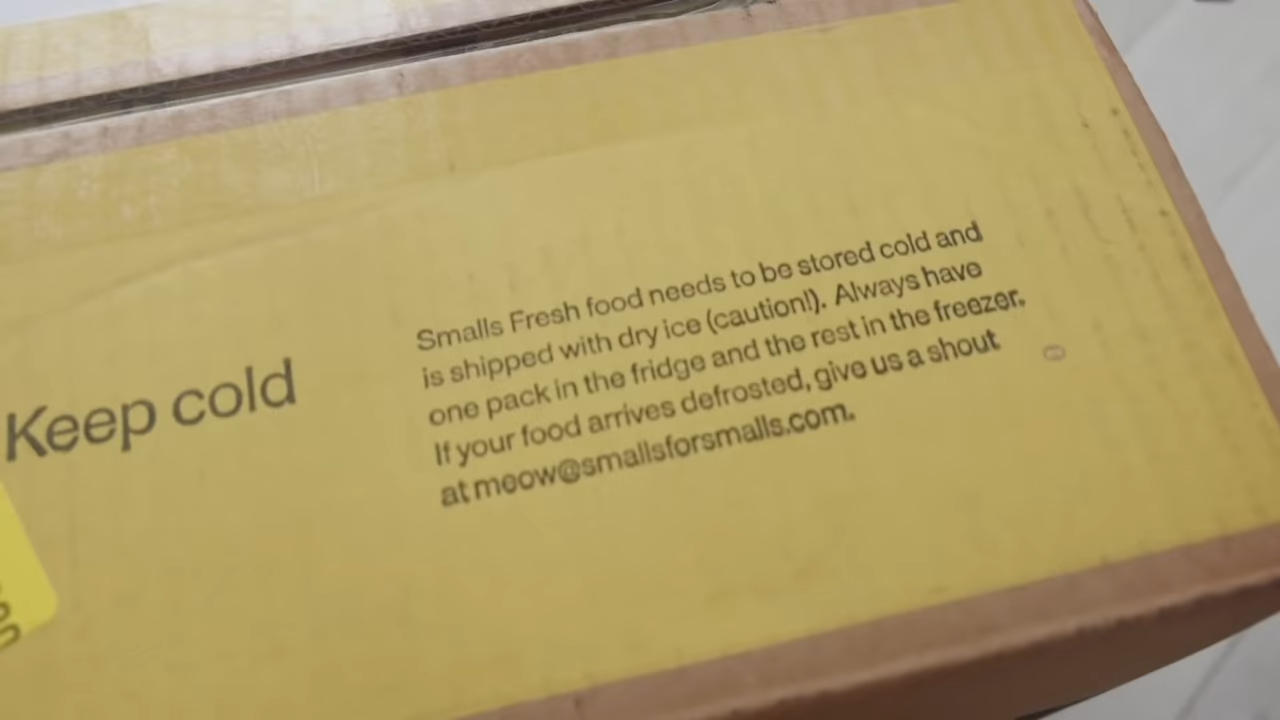 Keep cold
Smalls Fresh food needs to be stored cold and
is shipped with dry ice (caution!). Always have
one pack in the fridge and the rest in the freezer.
If your food arrives defrosted, give us a shout
at meow@smallsforsmalls.com.